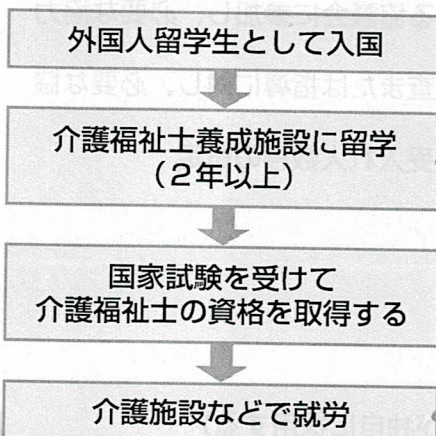 外国人留学生として入国
介護福祉士養成施設に留学
（２年以上）
国家試験を受けて
介護福祉士の資格を取得する
介護施設などで就労